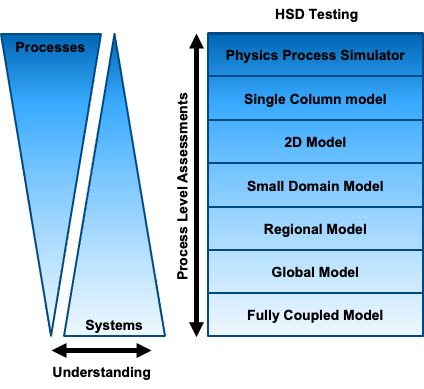 HSD Testing
Processes
Process Level Assessments
Physics Process Simulator
Single Column model
2D Model
Small Domain Model
Regional Model
Global Model
Fully Coupled Model
Systems
Understanding